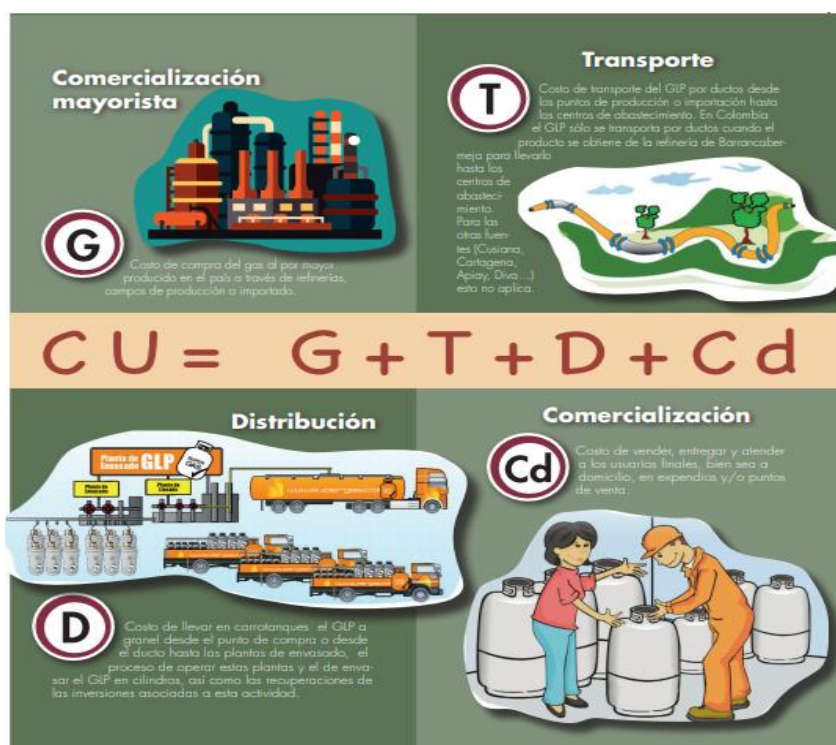 Comercialización
mayorista
G
Costo de compra del gas al por mayor
producido en el país a través de refinerías,
campos de producción o importado.
Transporte
T
Costo de transporte del GLP por ductos desde
los puntos de producción o importación hasta
los centros de abastecimiento. En Colombia
el GLP sólo se transporta por ductos cuando el
producto se obtiene de la refinería de Barrancaber-
meja para llevarlo
hasta los
centros de
abasteci-
miento.
Para las
otras fuen-
tes (Cusiana,
Cartagena,
Apiay, Diva...)
esto no aplica.
CU= G+T+D+Cd
Distribución
Planta de
Envasado GLP
Planta de
Envasado
Planta de
D
Costo de llevar en carrotanques el GLP a
granel desde el punto de compra o desde
el ducto hasta las plantas de envasado, el
proceso de operar estas plantas y el de enva-
sar el GLP en cilindros, así como las recuperaciones de
las inversiones asociadas a esta actividad.
Comercialización
Cd
Costo de vender, entregar y atender
a los usuarios finales, bien sea a
domicilio, en expendios y/o puntos
de venta.